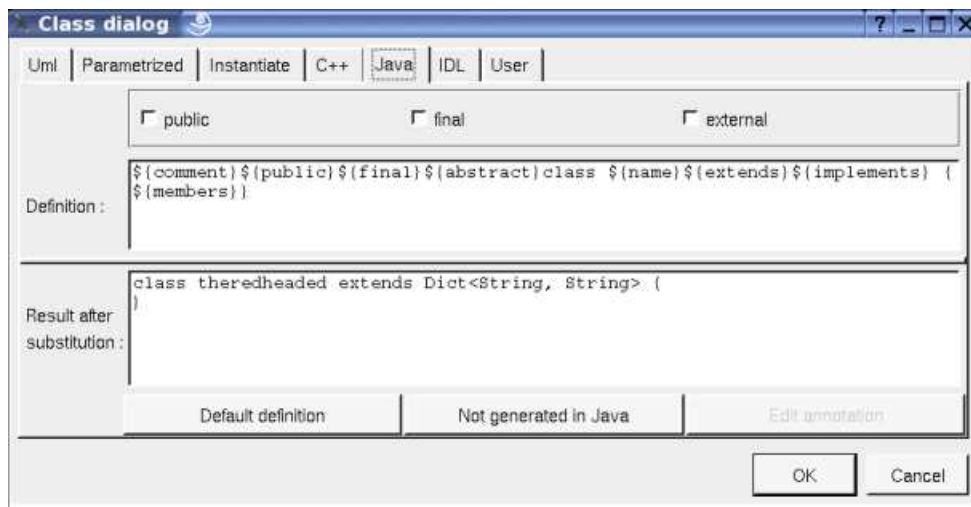 Class dialog
?
Uml Parametrized Instantiate C++ Java IDL User
public final external
Definition :
${comment}${public}${final}${abstract}class ${name}${extends}${implements} {
${members}}
Result after
substitution :
class theredheaded extends Dict<String, String> {
}
Default definition Not generated in Java Edit annotation
OK Cancel